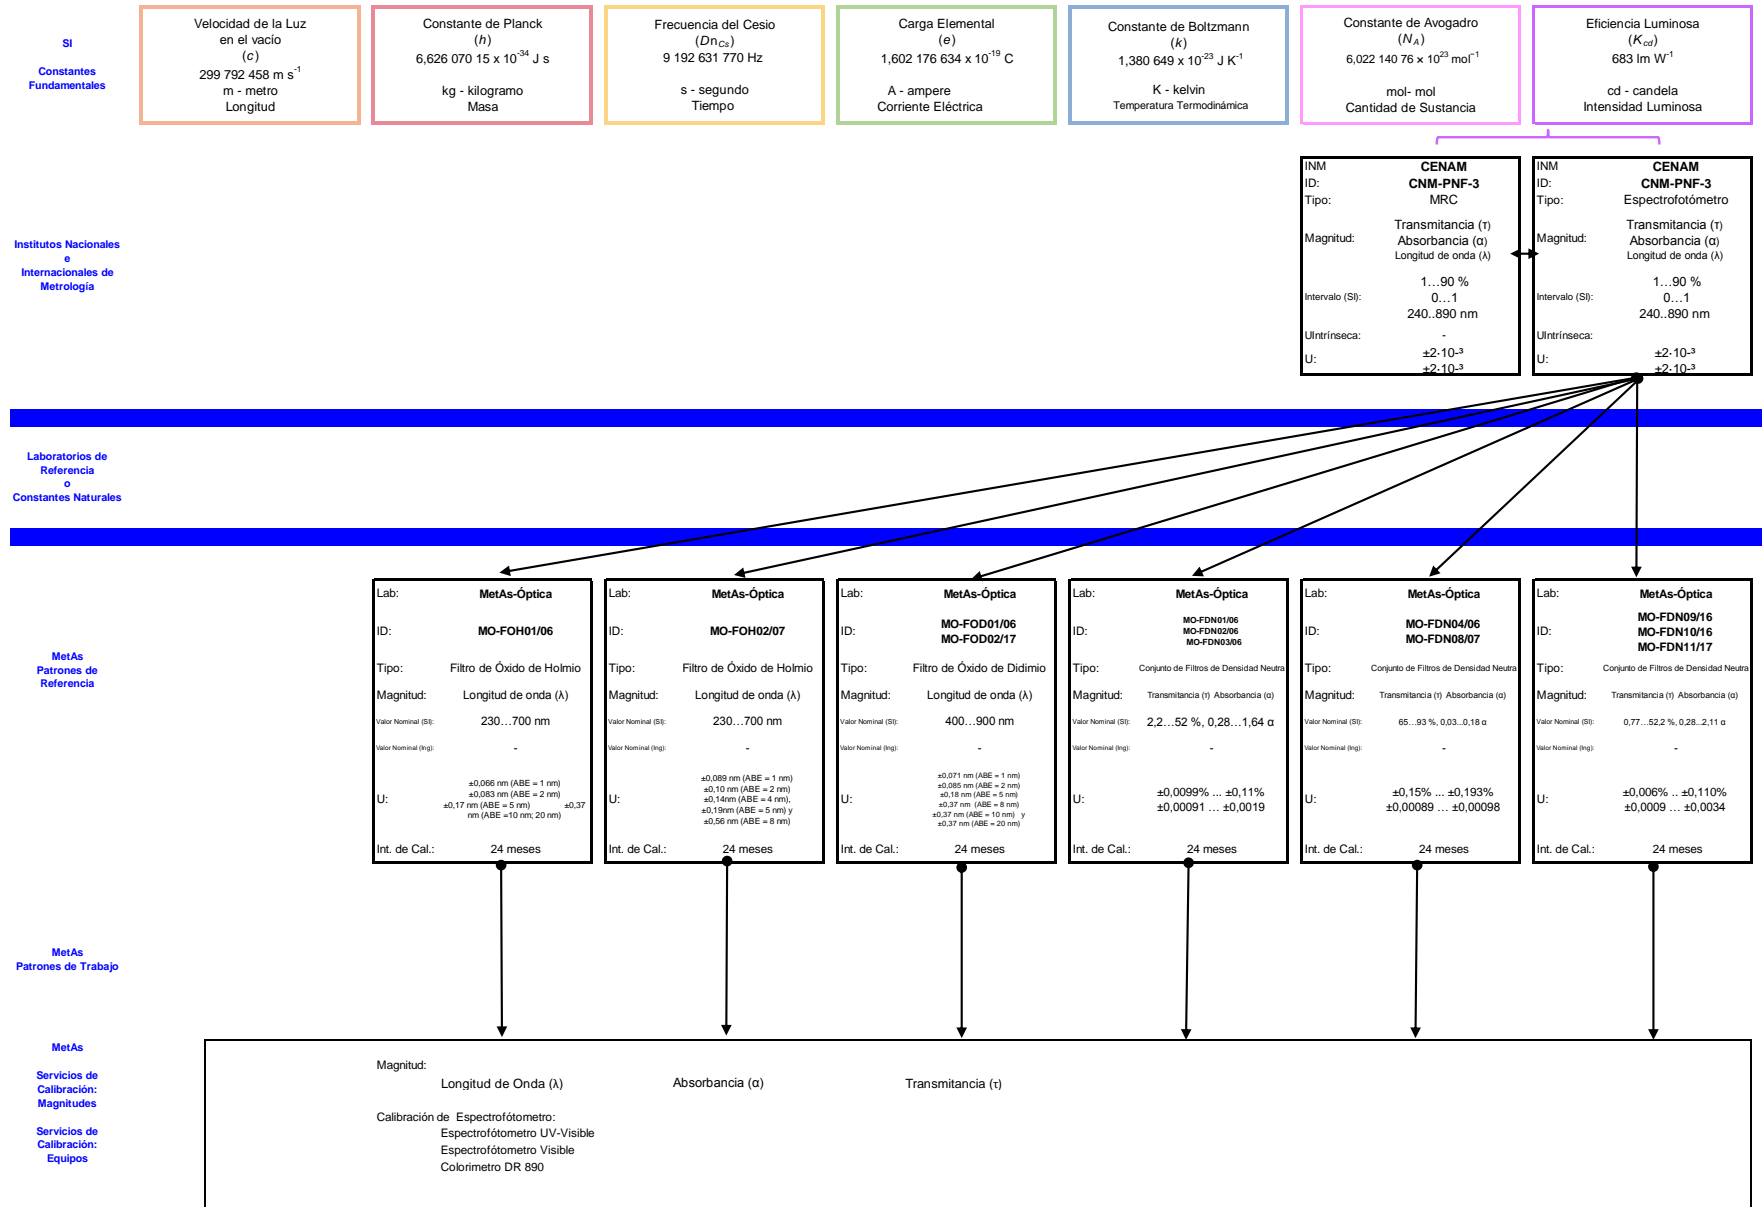 SI
Constantes
Fundamentales
Velocidad de la Luz
en el vacío
(c)
299 792 458 m s⁻¹
m - metro
Longitud
Constante de Planck
(h)
6,626 070 15 x 10⁻³⁴ J s
kg - kilogramo
Masa
Frecuencia del Cesio
(Dn_Cs)
9 192 631 770 Hz
s - segundo
Tiempo
Carga Elemental
(e)
1,602 176 634 x 10⁻¹⁹ C
A - ampere
Corriente Eléctrica
Constante de Boltzmann
(k)
1,380 649 x 10⁻²³ J K⁻¹
K - kelvin
Temperatura Termodinámica
Constante de Avogadro
(N_A)
6,022 140 76 × 10²³ mol⁻¹
mol- mol
Cantidad de Sustancia
Eficiencia Luminosa
(K_cd)
683 lm W⁻¹
cd - candela
Intensidad Luminosa
Institutos Nacionales
e
Internacionales de
Metrología
INM CENAM
ID: CNM-PNF-3
Tipo: MRC
Magnitud: Transmitancia (τ)
Absorbancia (α)
Longitud de onda (λ)
Intervalo (SI): 1…90 %
0…1
240..890 nm
UIntrínseca: -
U: ±2·10-³
±2·10-³
INM CENAM
ID: CNM-PNF-3
Tipo: Espectrofotómetro
Magnitud: Transmitancia (τ)
Absorbancia (α)
Longitud de onda (λ)
Intervalo (SI): 1…90 %
0…1
240..890 nm
UIntrínseca:
U: ±2·10-³
±2·10-³
Laboratorios de
Referencia
o
Constantes Naturales
MetAs
Patrones de
Referencia
Lab: MetAs-Óptica
ID: MO-FOH01/06
Tipo: Filtro de Óxido de Holmio
Magnitud: Longitud de onda (λ)
Valor Nominal (SI): 230…700 nm
Valor Nominal (Ing): -
U: ±0,066 nm (ABE = 1 nm)
±0,083 nm (ABE = 2 nm)
±0,17 nm (ABE = 5 nm) ±0,37
nm (ABE =10 nm; 20 nm)
Int. de Cal.: 24 meses
Lab: MetAs-Óptica
ID: MO-FOH02/07
Tipo: Filtro de Óxido de Holmio
Magnitud: Longitud de onda (λ)
Valor Nominal (SI): 230…700 nm
Valor Nominal (Ing): -
U: ±0,089 nm (ABE = 1 nm)
±0,10 nm (ABE = 2 nm)
±0,14nm (ABE = 4 nm),
±0,19nm (ABE = 5 nm) y
±0,56 nm (ABE = 8 nm)
Int. de Cal.: 24 meses
Lab: MetAs-Óptica
ID: MO-FOD01/06
MO-FOD02/17
Tipo: Filtro de Óxido de Didimio
Magnitud: Longitud de onda (λ)
Valor Nominal (SI): 400…900 nm
Valor Nominal (Ing): -
U: ±0,071 nm (ABE = 1 nm)
±0,085 nm (ABE = 2 nm)
±0,18 nm (ABE = 5 nm)
±0,37 nm (ABE = 8 nm)
±0,37 nm (ABE = 10 nm) y
±0,37 nm (ABE = 20 nm)
Int. de Cal.: 24 meses
Lab: MetAs-Óptica
ID: MO-FDN01/06
MO-FDN02/06
MO-FDN03/06
Tipo: Conjunto de Filtros de Densidad Neutra
Magnitud: Transmitancia (τ) Absorbancia (α)
Valor Nominal (SI): 2,2…52 %, 0,28…1,64 α
Valor Nominal (Ing): -
U: ±0,0099% ... ±0,11%
±0,00091 … ±0,0019
Int. de Cal.: 24 meses
Lab: MetAs-Óptica
ID: MO-FDN04/06
MO-FDN08/07
Tipo: Conjunto de Filtros de Densidad Neutra
Magnitud: Transmitancia (τ) Absorbancia (α)
Valor Nominal (SI): 65…93 %, 0,03...0,18 α
Valor Nominal (Ing): -
U: ±0,15% ... ±0,193%
±0,00089 … ±0,00098
Int. de Cal.: 24 meses
Lab: MetAs-Óptica
ID: MO-FDN09/16
MO-FDN10/16
MO-FDN11/17
Tipo: Conjunto de Filtros de Densidad Neutra
Magnitud: Transmitancia (τ) Absorbancia (α)
Valor Nominal (SI): 0,77…52,2 %, 0,28...2,11 α
Valor Nominal (Ing): -
U: ±0,006% .. ±0,110%
±0,0009 … ±0,0034
Int. de Cal.: 24 meses
MetAs
Patrones de Trabajo
MetAs
Servicios de
Calibración:
Magnitudes
Servicios de
Calibración:
Equipos
Magnitud:
Longitud de Onda (λ) Absorbancia (α) Transmitancia (τ)
Calibración de Espectrofótometro:
Espectrofótometro UV-Visible
Espectrofótometro Visible
Colorimetro DR 890